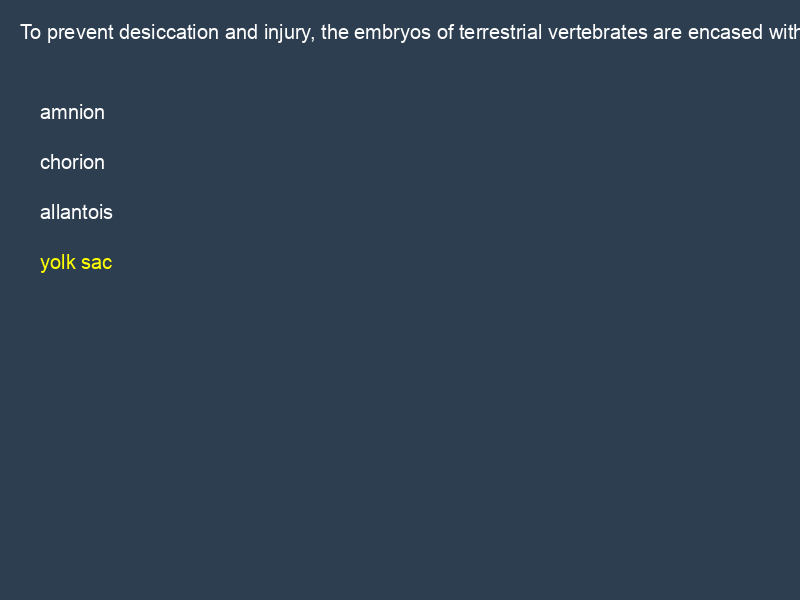 To prevent desiccation and injury, the embryos of terrestrial vertebrates are encased with
amnion
chorion
allantois
yolk sac